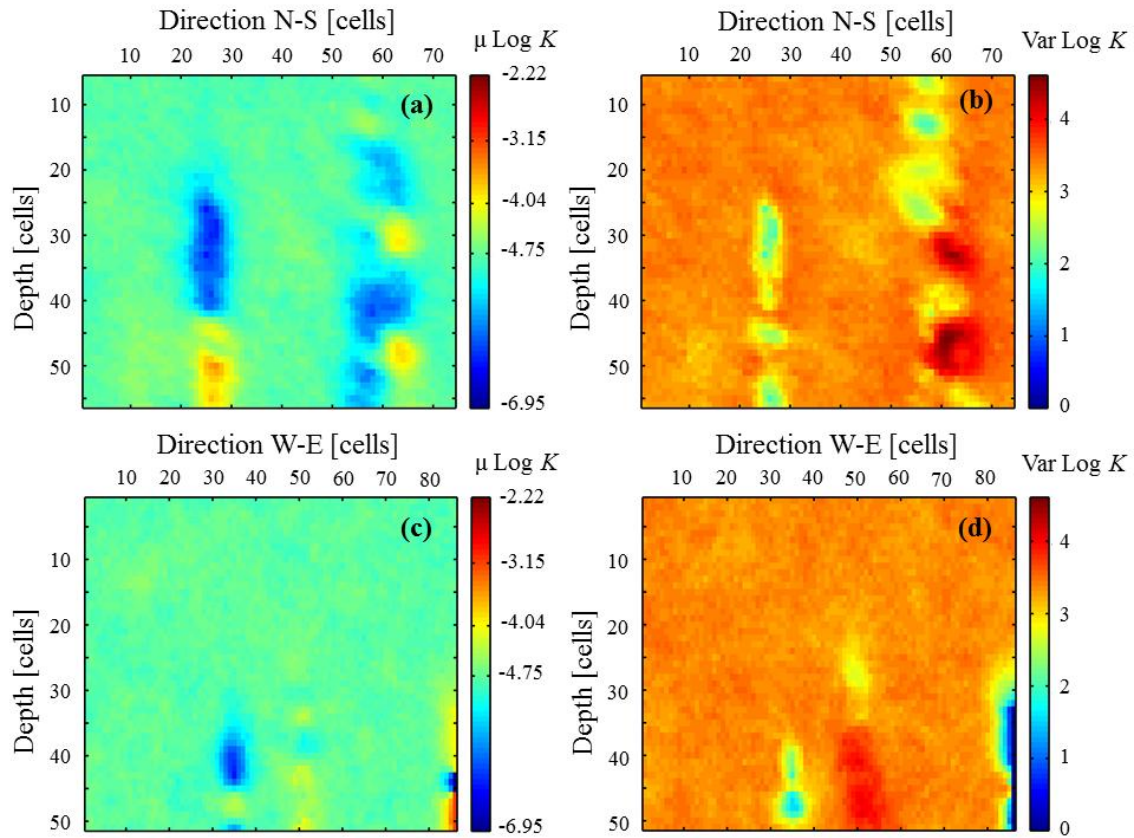 Direction N-S [cells]
µ Log K
10 20 30 40 50 60 70
(a)
Depth [cells]
10
20
30
40
50
-2.22
-3.15
-4.04
-4.75
-6.95
Direction N-S [cells]
Var Log K
10 20 30 40 50 60 70
(b)
Depth [cells]
10
20
30
40
50
4
3
2
1
0
Direction W-E [cells]
µ Log K
10 20 30 40 50 60 70 80
(c)
Depth [cells]
10
20
30
40
50
-2.22
-3.15
-4.04
-4.75
-6.95
Direction W-E [cells]
Var Log K
10 20 30 40 50 60 70 80
(d)
Depth [cells]
10
20
30
40
50
4
3
2
1
0